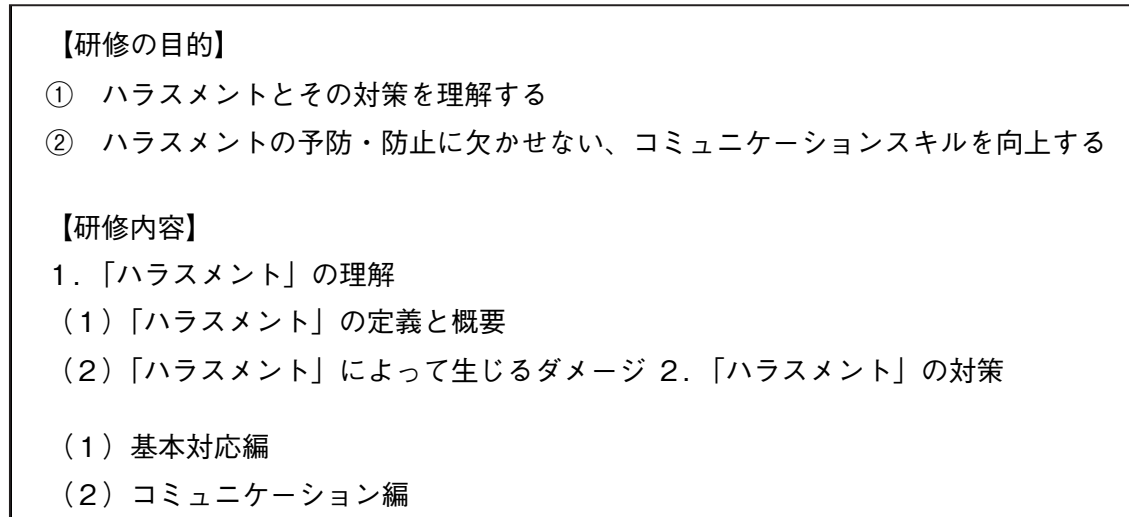 【研修の目的】
①　ハラスメントとその対策を理解する
②　ハラスメントの予防・防止に欠かせない、コミュニケーションスキルを向上する
【研修内容】
１．「ハラスメント」の理解
（１）「ハラスメント」の定義と概要
（２）「ハラスメント」によって生じるダメージ ２．「ハラスメント」の対策
（１）基本対応編
（２）コミュニケーション編